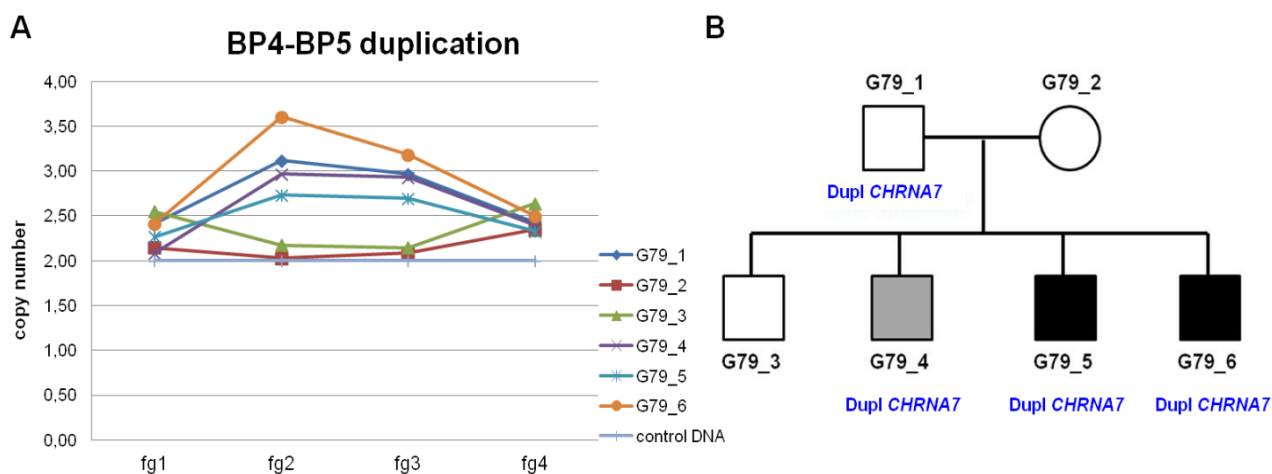 A
BP4-BP5 duplication
4,00
3,50
3,00
2,50
2,00
1,50
1,00
0,50
0,00
copy number
fg1 fg2 fg3 fg4
G79_1
G79_2
G79_3
G79_4
G79_5
G79_6
control DNA
B
G79_1 G79_2
Dupl CHRNA7
G79_3 G79_4 G79_5 G79_6
Dupl CHRNA7 Dupl CHRNA7 Dupl CHRNA7